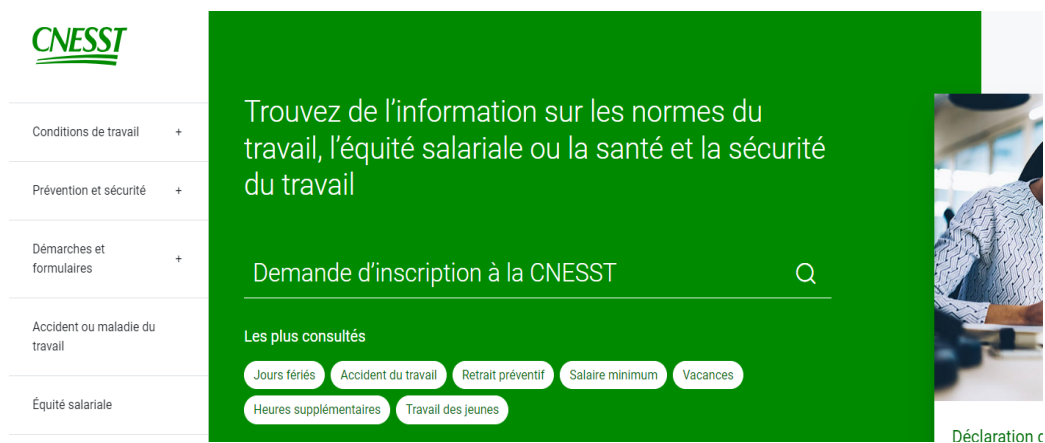 CNESST
Conditions de travail +
Prévention et sécurité +
Démarches et
formulaires +
Accident ou maladie du
travail
Équité salariale
Trouvez de l'information sur les normes du
travail, l'équité salariale ou la santé et la sécurité
du travail
Demande d'inscription à la CNESST
Les plus consultés
Jours fériés Accident du travail Retrait préventif Salaire minimum Vacances
Heures supplémentaires Travail des jeunes
Déclaration